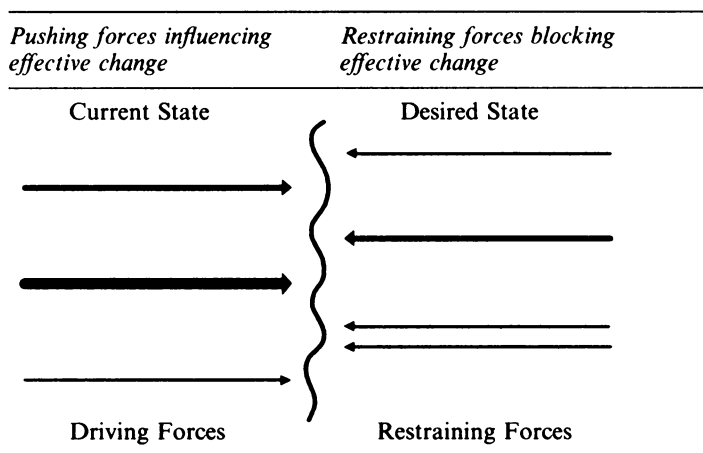 Pushing forces influencing
effective change
Restraining forces blocking
effective change
Current State
Desired State
Driving Forces
Restraining Forces